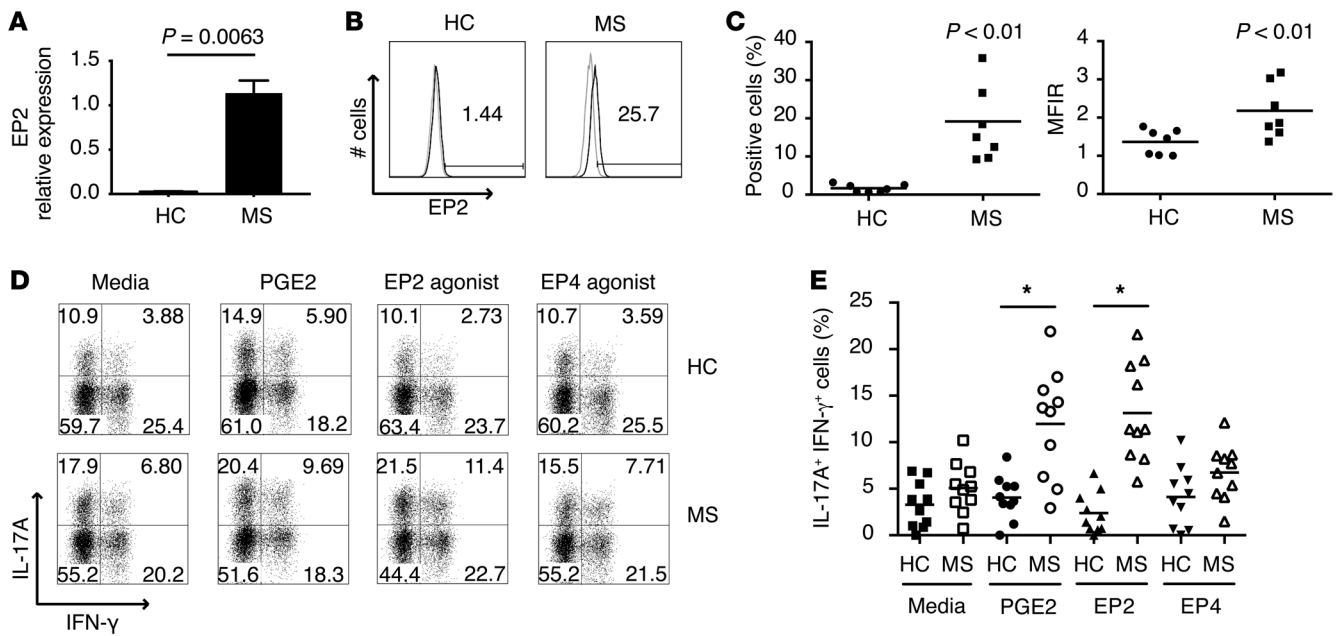 A
P = 0.0063
EP2
relative expression
1.5
1.0
0.5
0.0
HC
MS
B
HC
MS
# cells
1.44
25.7
EP2
C
P < 0.01
Positive cells (%)
40
30
20
10
0
HC
MS
P < 0.01
MFIR
4
3
2
1
0
HC
MS
D
Media
PGE2
EP2 agonist
EP4 agonist
10.9 3.88
14.9 5.90
10.1 2.73
10.7 3.59
HC
59.7 25.4
61.0 18.2
63.4 23.7
60.2 25.5
17.9 6.80
20.4 9.69
21.5 11.4
15.5 7.71
MS
55.2 20.2
51.6 18.3
44.4 22.7
55.2 21.5
IL-17A
IFN-γ
E
IL-17A⁺ IFN-γ⁺ cells (%)
25
20
15
10
5
0
*
*
HC MS HC MS HC MS HC MS
Media PGE2 EP2 EP4